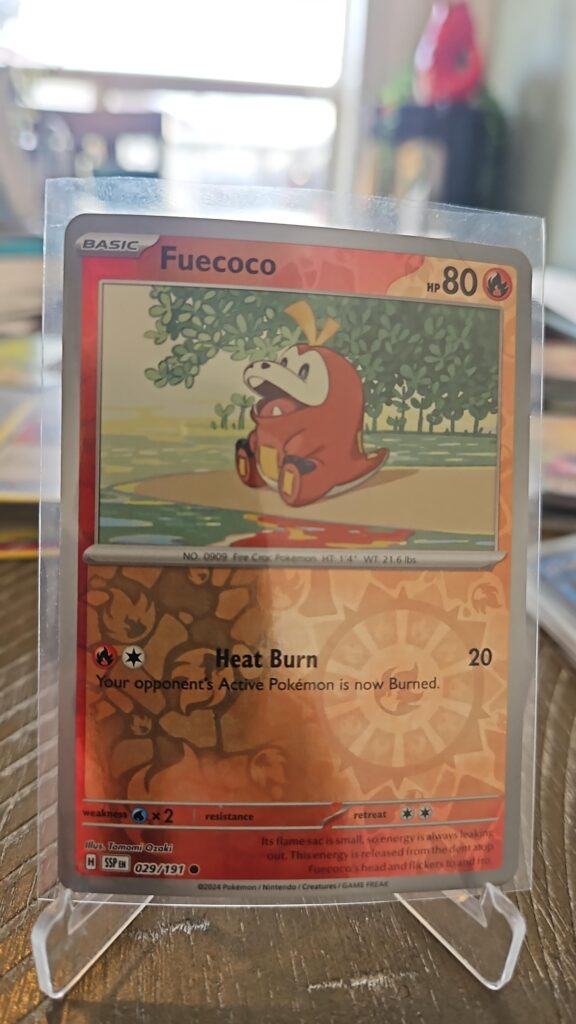 BASIC
Fuecoco
HP 80
NO. 0909 Fire Croc Pokémon HT: 1'4" WT: 21.6 lbs.
Heat Burn 20
Your opponent's Active Pokémon is now Burned.
weakness ×2 resistance retreat
Illus. Tomomi Ozaki
Its flame sac is small, so energy is always leaking
out. This energy is released from the dent atop
Fuecoco's head and flickers to and fro.
H SSP EN 029/191
©2024 Pokémon / Nintendo / Creatures / GAME FREAK